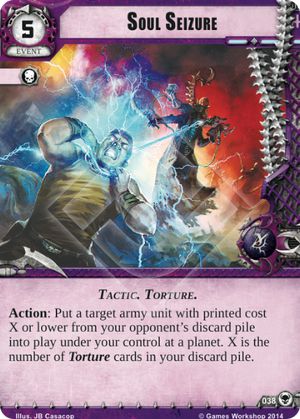 5
SOUL SEIZURE
EVENT
TACTIC. TORTURE.
Action: Put a target army unit with printed cost
X or lower from your opponent's discard pile
into play under your control at a planet. X is
the number of Torture cards in your discard pile.
038
Illus. JB Casacop
© Games Workshop 2014